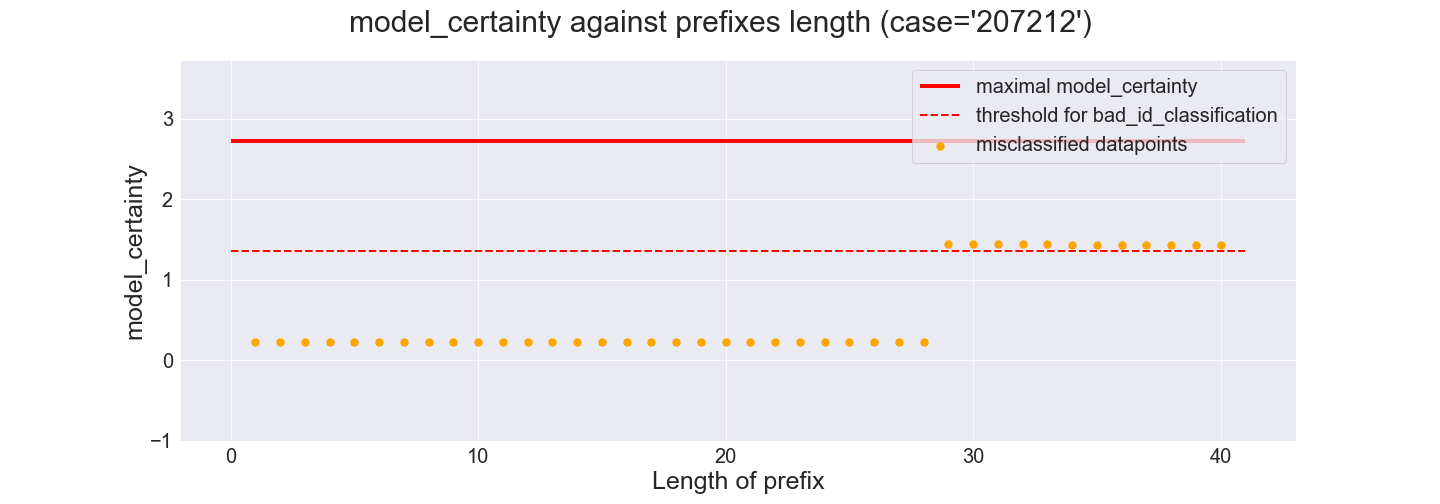 model_certainty against prefixes length (case='207212')
maximal model_certainty
threshold for bad_id_classification
misclassified datapoints
model_certainty
3
2
1
0
−1
0 10 20 30 40
Length of prefix